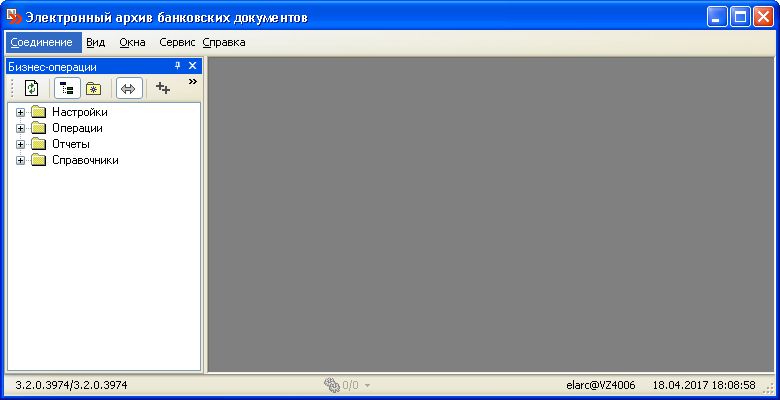 Электронный архив банковских документов
Соединение Вид Окна Сервис Справка
Бизнес-операции
Настройки
Операции
Отчеты
Справочники
3.2.0.3974/3.2.0.3974 0/0 elarc@VZ4006 18.04.2017 18:08:58